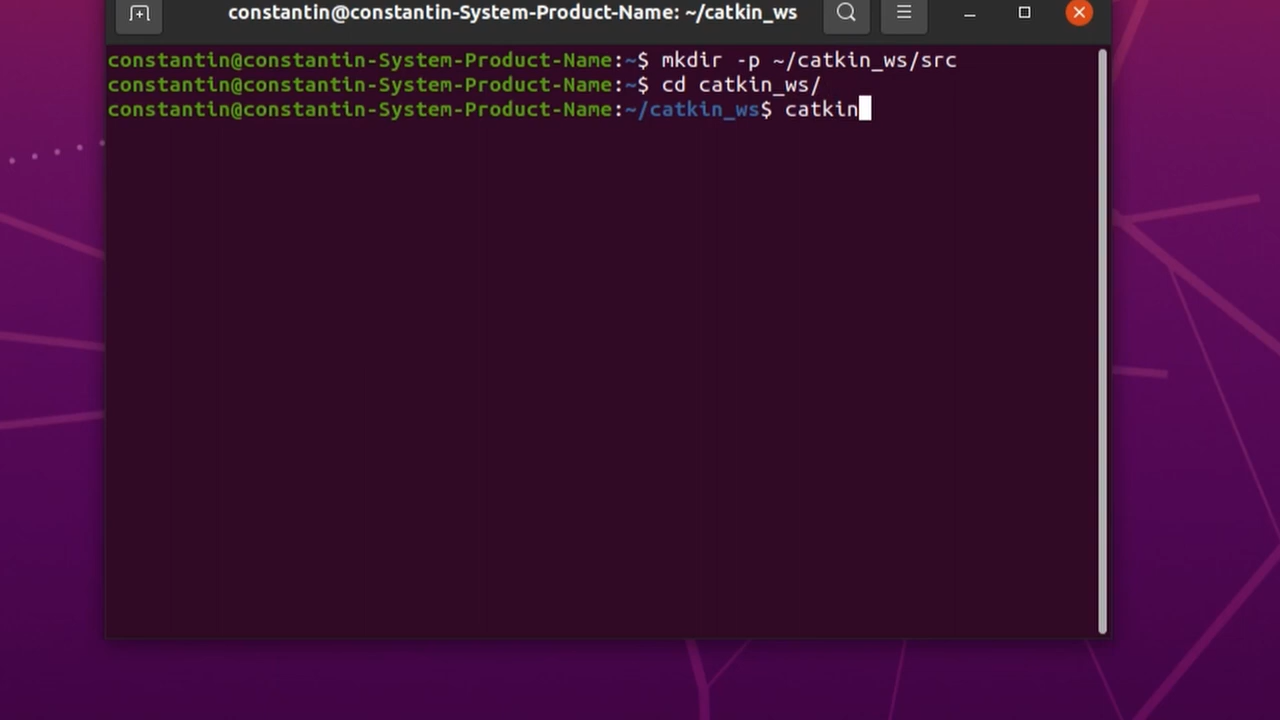 constantin@constantin-System-Product-Name: ~/catkin_ws
constantin@constantin-System-Product-Name:~$ mkdir -p ~/catkin_ws/src
constantin@constantin-System-Product-Name:~$ cd catkin_ws/
constantin@constantin-System-Product-Name:~/catkin_ws$ catkin